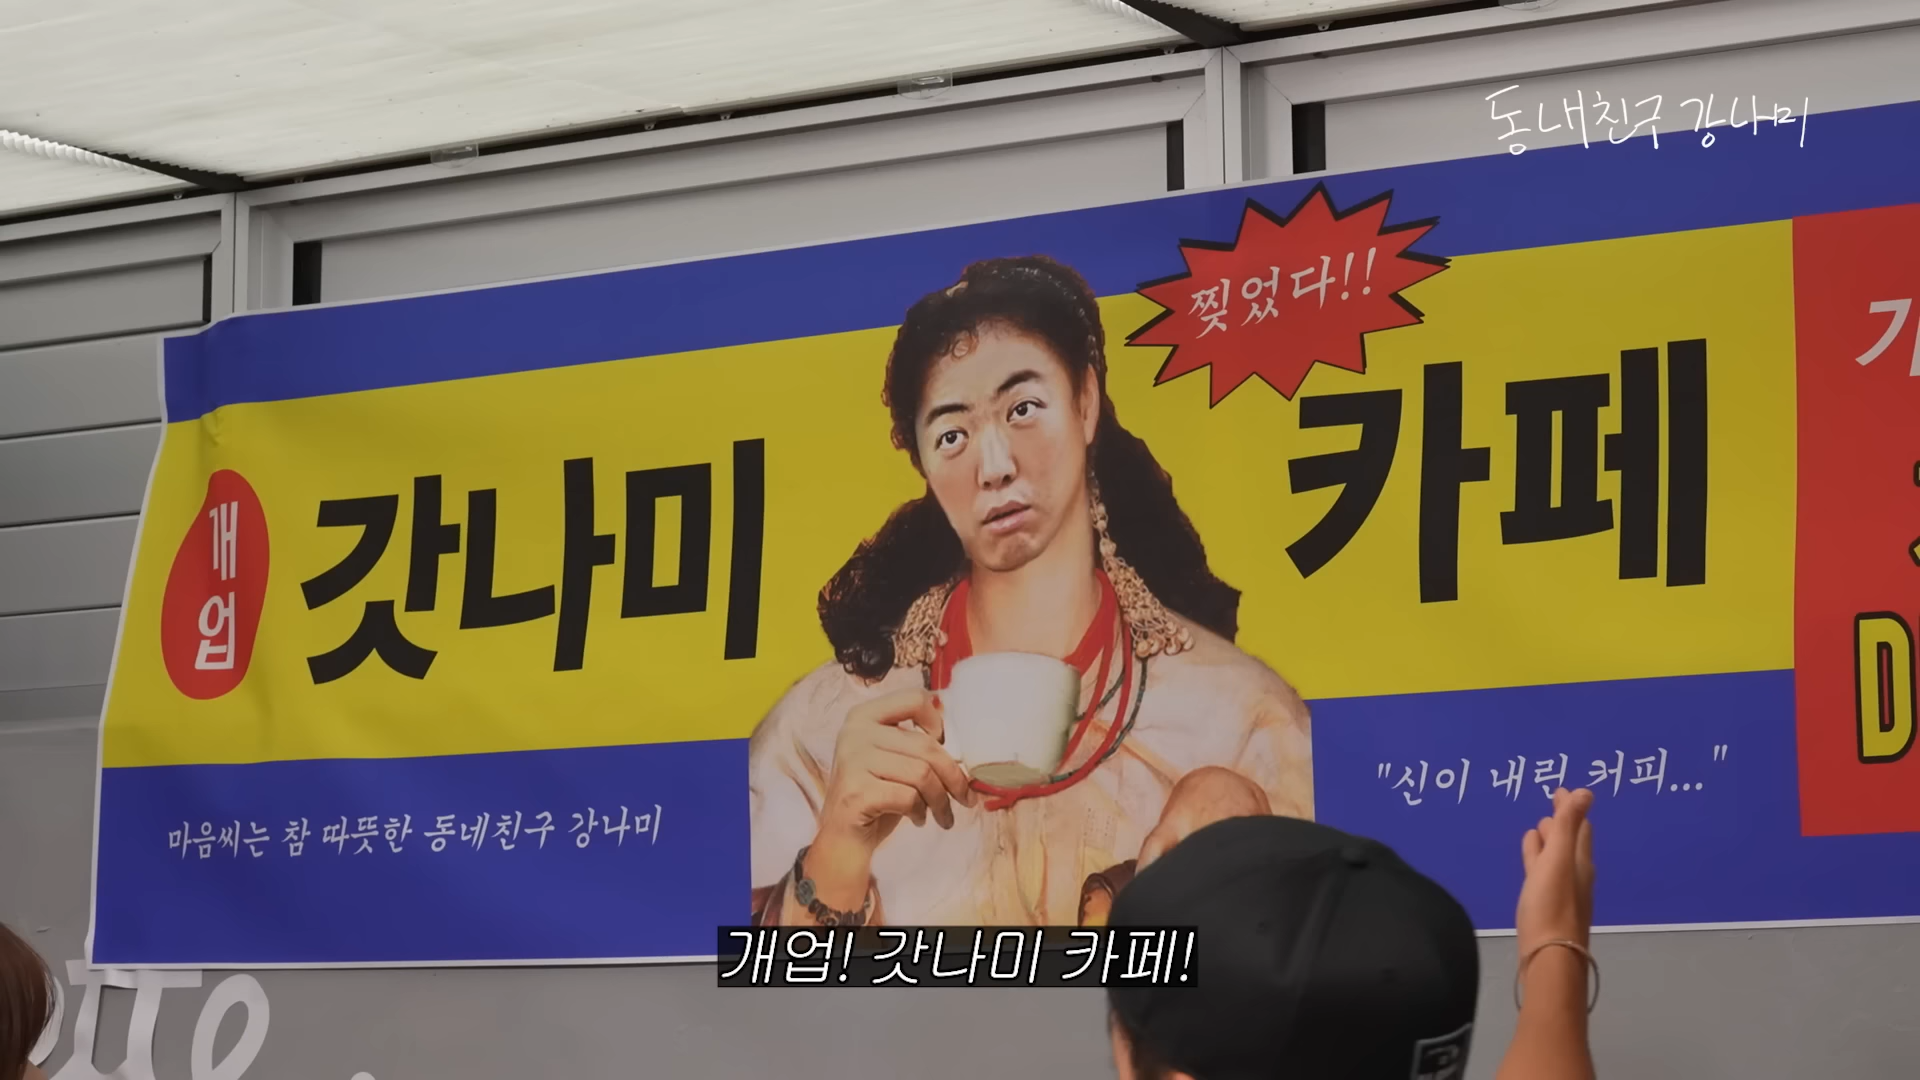 동네친구 강나미
찢었다!!
개업
갓나미 카페
마음씨는 참 따뜻한 동네친구 강나미
"신이 내린 커피..."
개업! 갓나미 카페!